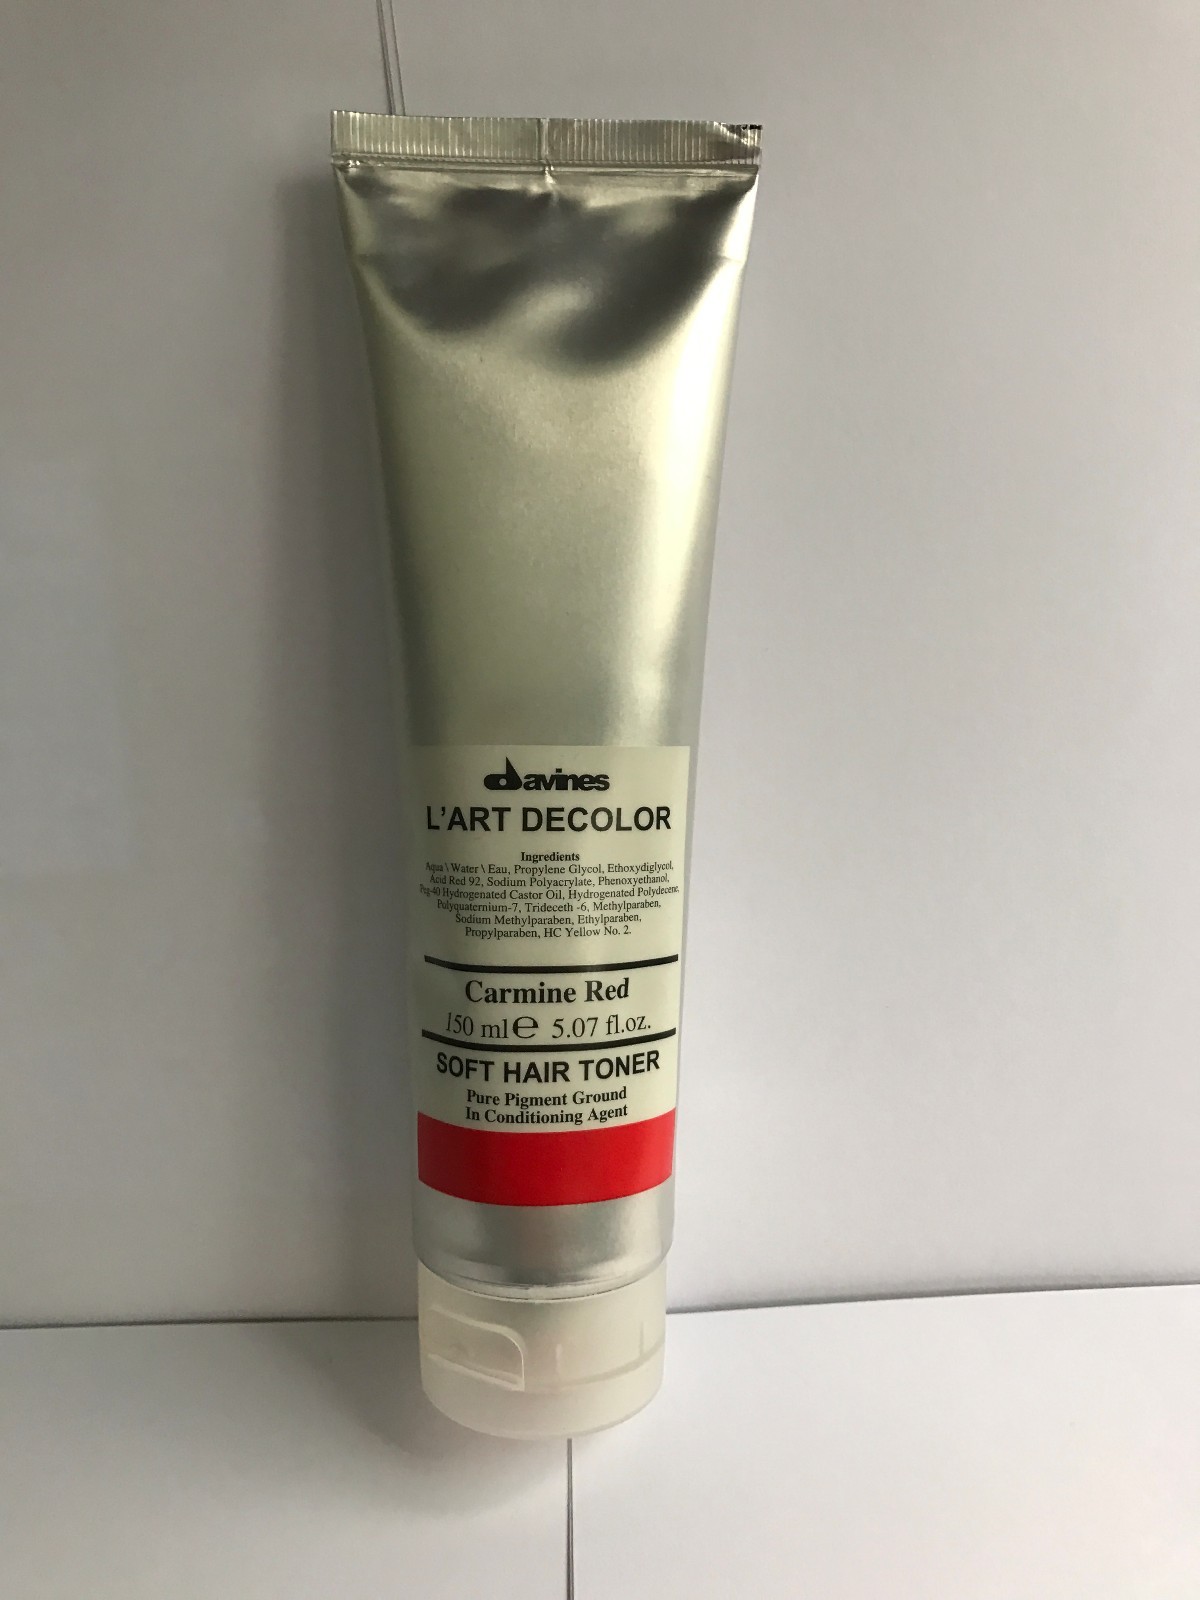 davines
L'ART DECOLOR
Ingredients
Aqua \ Water \ Eau, Propylene Glycol, Ethoxydiglycol,
Acid Red 92, Sodium Polyacrylate, Phenoxyethanol,
Peg-40 Hydrogenated Castor Oil, Hydrogenated Polydecene,
Polyquaternium-7, Trideceth -6, Methylparaben,
Sodium Methylparaben, Ethylparaben,
Propylparaben, HC Yellow No. 2.
Carmine Red
150 ml ℮ 5.07 fl.oz.
SOFT HAIR TONER
Pure Pigment Ground
In Conditioning Agent